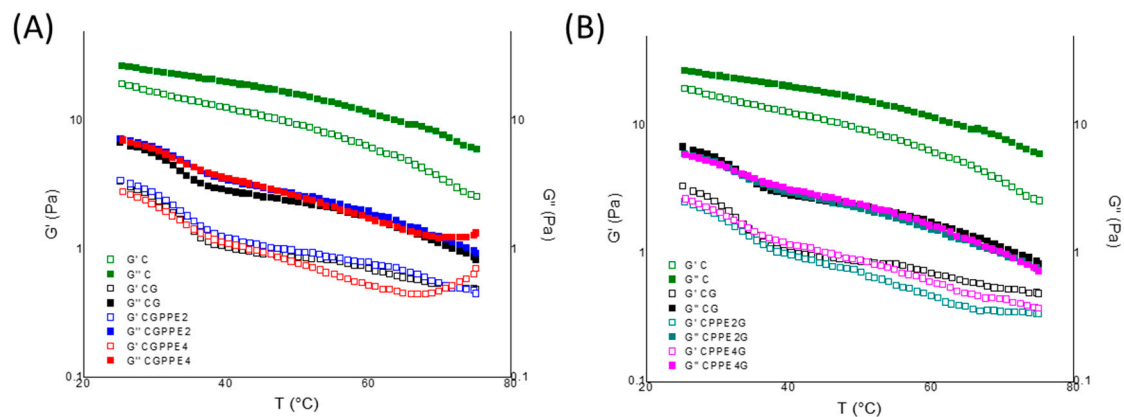 (A)
10
1
0.1
G' (Pa)
10
1
0.1
G'' (Pa)
G' C
G'' C
G' CG
G'' CG
G' CGPPE2
G'' CGPPE2
G' CGPPE4
G'' CGPPE4
20
40
60
80
T (°C)
(B)
10
1
0.1
G' (Pa)
10
1
0.1
G'' (Pa)
G' C
G'' C
G' CG
G'' CG
G' CPPE2G
G'' CPPE2G
G' CPPE4G
G'' CPPE4G
20
40
60
80
T (°C)